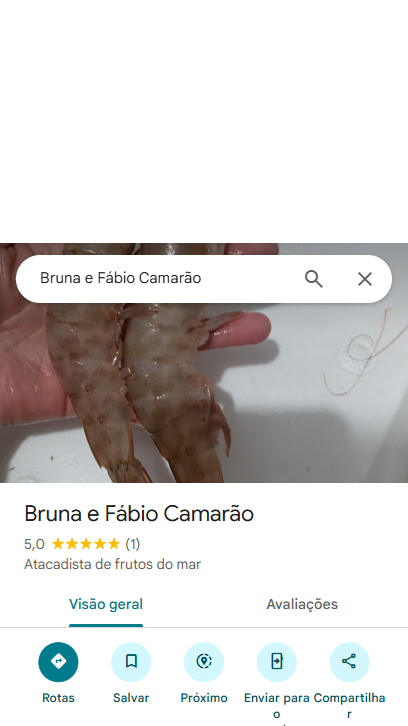 Bruna e Fábio Camarão
Bruna e Fábio Camarão
5,0 (1)
Atacadista de frutos do mar
Visão geral
Avaliações
Rotas
Salvar
Próximo
Enviar para o
Compartilhar